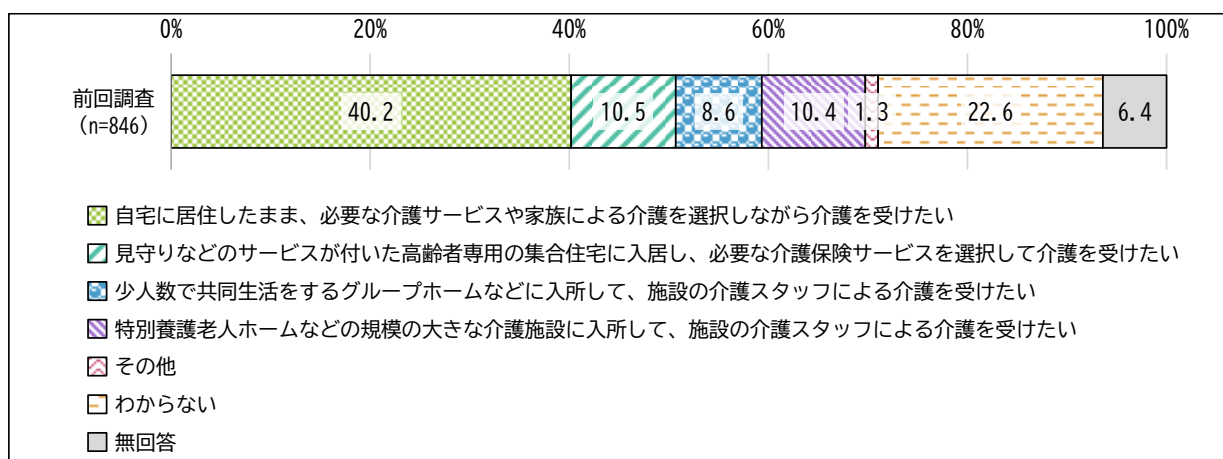 0% 20% 40% 60% 80% 100%
前回調査
(n=846)
40.2 10.5 8.6 10.4 1.3 22.6 6.4
自宅に居住したまま、必要な介護サービスや家族による介護を選択しながら介護を受けたい
見守りなどのサービスが付いた高齢者専用の集合住宅に入居し、必要な介護保険サービスを選択して介護を受けたい
少人数で共同生活をするグループホームなどに入所して、施設の介護スタッフによる介護を受けたい
特別養護老人ホームなどの規模の大きな介護施設に入所して、施設の介護スタッフによる介護を受けたい
その他
わからない
無回答